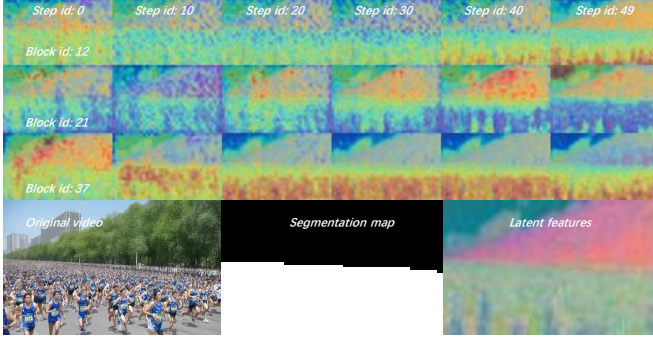 Step id: 0 Step id: 10 Step id: 20 Step id: 30 Step id: 40 Step id: 49
Block id: 12
Block id: 21
Block id: 37
Original video Segmentation map Latent features